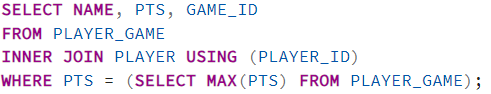 SELECT NAME, PTS, GAME_ID
FROM PLAYER_GAME
INNER JOIN PLAYER USING (PLAYER_ID)
WHERE PTS = (SELECT MAX(PTS) FROM PLAYER_GAME);